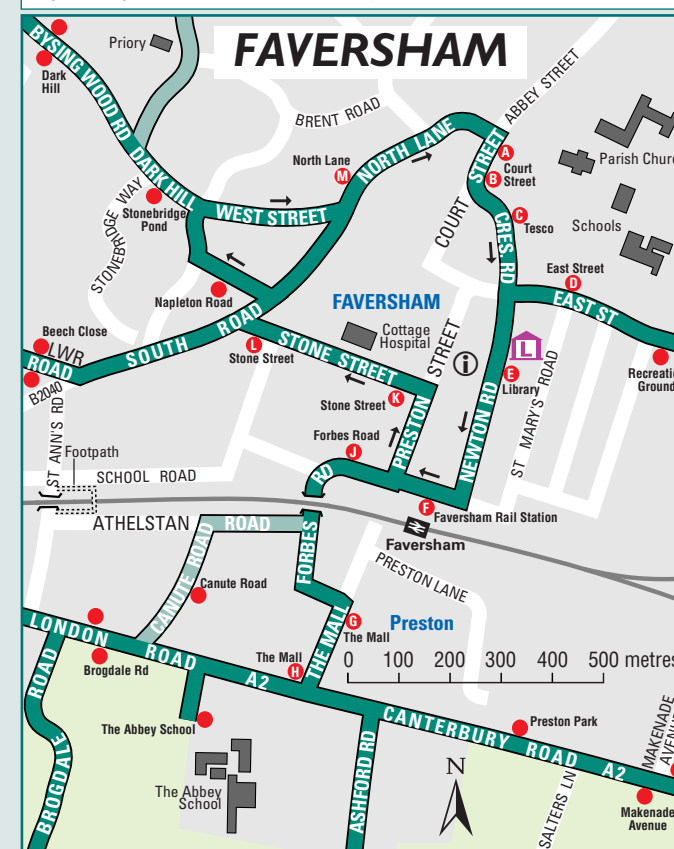 FAVERSHAM
BYSING WOOD RD
Priory
Dark
Hill
ABBEY STREET
BRENT ROAD
NORTH LANE
North Lane
M
DARK HILL
STREET
A
Court
Street
B
Parish Churc
Stonebridge
Pond
STONEBRIDGE WAY
WEST STREET
COURT
CRES. RD
C
Tesco
Schools
East Street
D
EAST ST
Napleton Road
FAVERSHAM
Cottage
Hospital
STREET
i
L
Beech Close
LWR
ROAD
SOUTH ROAD
L
Stone Street
STONE STREET
E
Library
Recreatio
Ground
B2040
Stone Street
K
PRESTON
NEWTON RD
ST MARY'S ROAD
ST ANN'S RD
Footpath
Forbes Road
J
SCHOOL ROAD
RD
F
Faversham Rail Station
ATHELSTAN
ROAD
Faversham
FORBES
CANUTE ROAD
Canute Road
PRESTON LANE
THE MALL
G
The Mall
Preston
LONDON
ROAD
A2
The Mall
H
0 100 200 300 400 500 metres
Brogdale Rd
The Abbey School
CANTERBURY ROAD A2
Preston Park
MAKENADE
AVENUE
ROAD
BROGDALE
The Abbey
School
ASHFORD RD
N
SALTERS LN
Makenade
Avenue